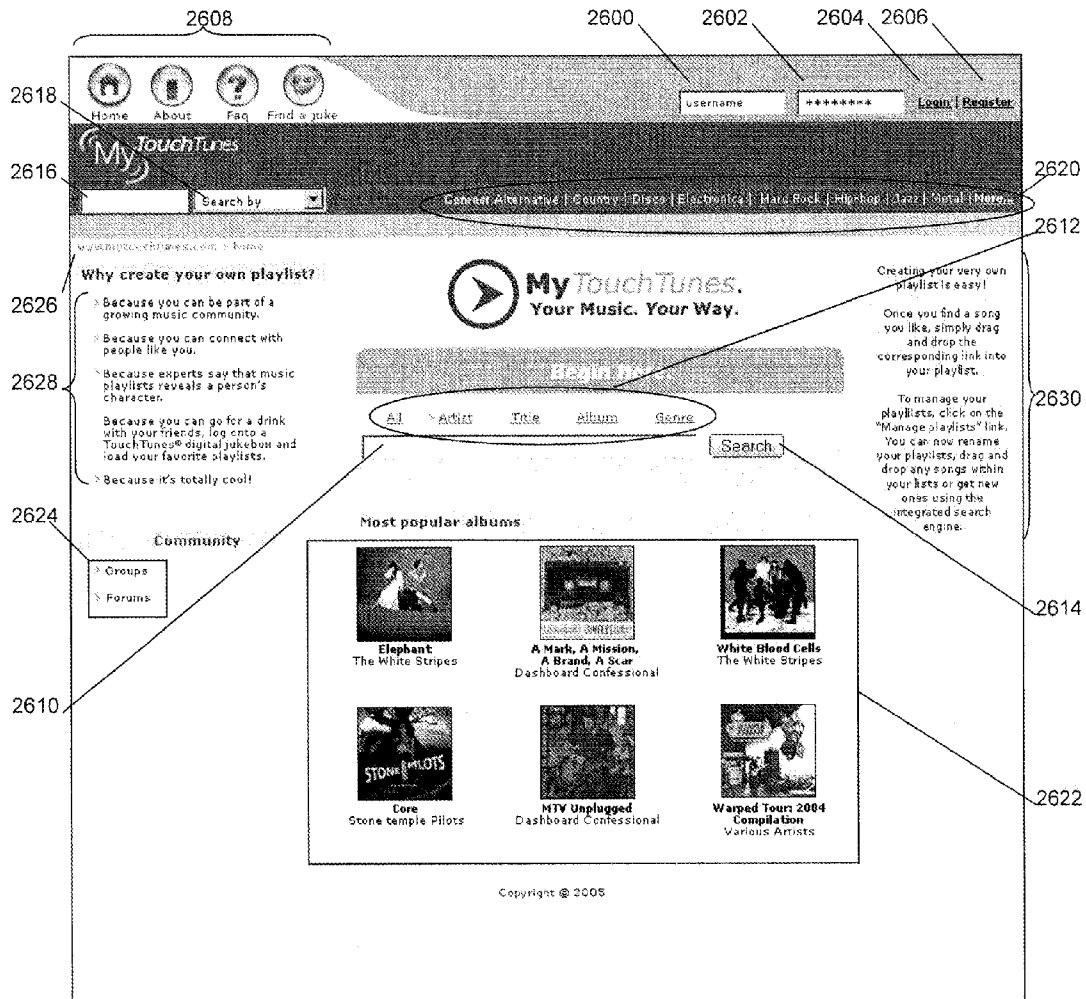 2608
2600
2602
2604
2606
2618
Home About Faq Find a juke
username ******** Login | Register
My TouchTunes
2616
Search by
Alternative | Country | Disco | Electronica | Hard Rock | Hip-hop | Jazz | Metal | More...
2620
2612
www.mytouchtunes.com > home
2626
Why create your own playlist?
> Because you can be part of a
growing music community.
> Because you can connect with
people like you.
> Because experts say that music
playlists reveals a person's
character.
Because you can go for a drink
with your friends, log onto a
TouchTunes® digital jukebox and
load your favorite playlists.
> Because it's totally cool!
2628
My TouchTunes.
Your Music. Your Way.
Begin
All > Artist Title Album Genre
Search
Creating your very own
playlist is easy!
Once you find a song
you like, simply drag
and drop the
corresponding link into
your playlist.
To manage your
playlists, click on the
"Manage playlists" link.
You can now rename
your playlists, drag and
drop any songs within
your lists or get new
ones using the
integrated search
engine.
2630
2624
Community
> Groups
> Forums
Most popular albums
2614
Elephant
The White Stripes
A Mark, A Mission,
A Brand, A Scar
Dashboard Confessional
White Blood Cells
The White Stripes
2610
STONE PILOTS
Core
Stone temple Pilots
MTV Unplugged
Dashboard Confessional
Warped Tour: 2004
Compilation
Various Artists
2622
Copyright @ 2005